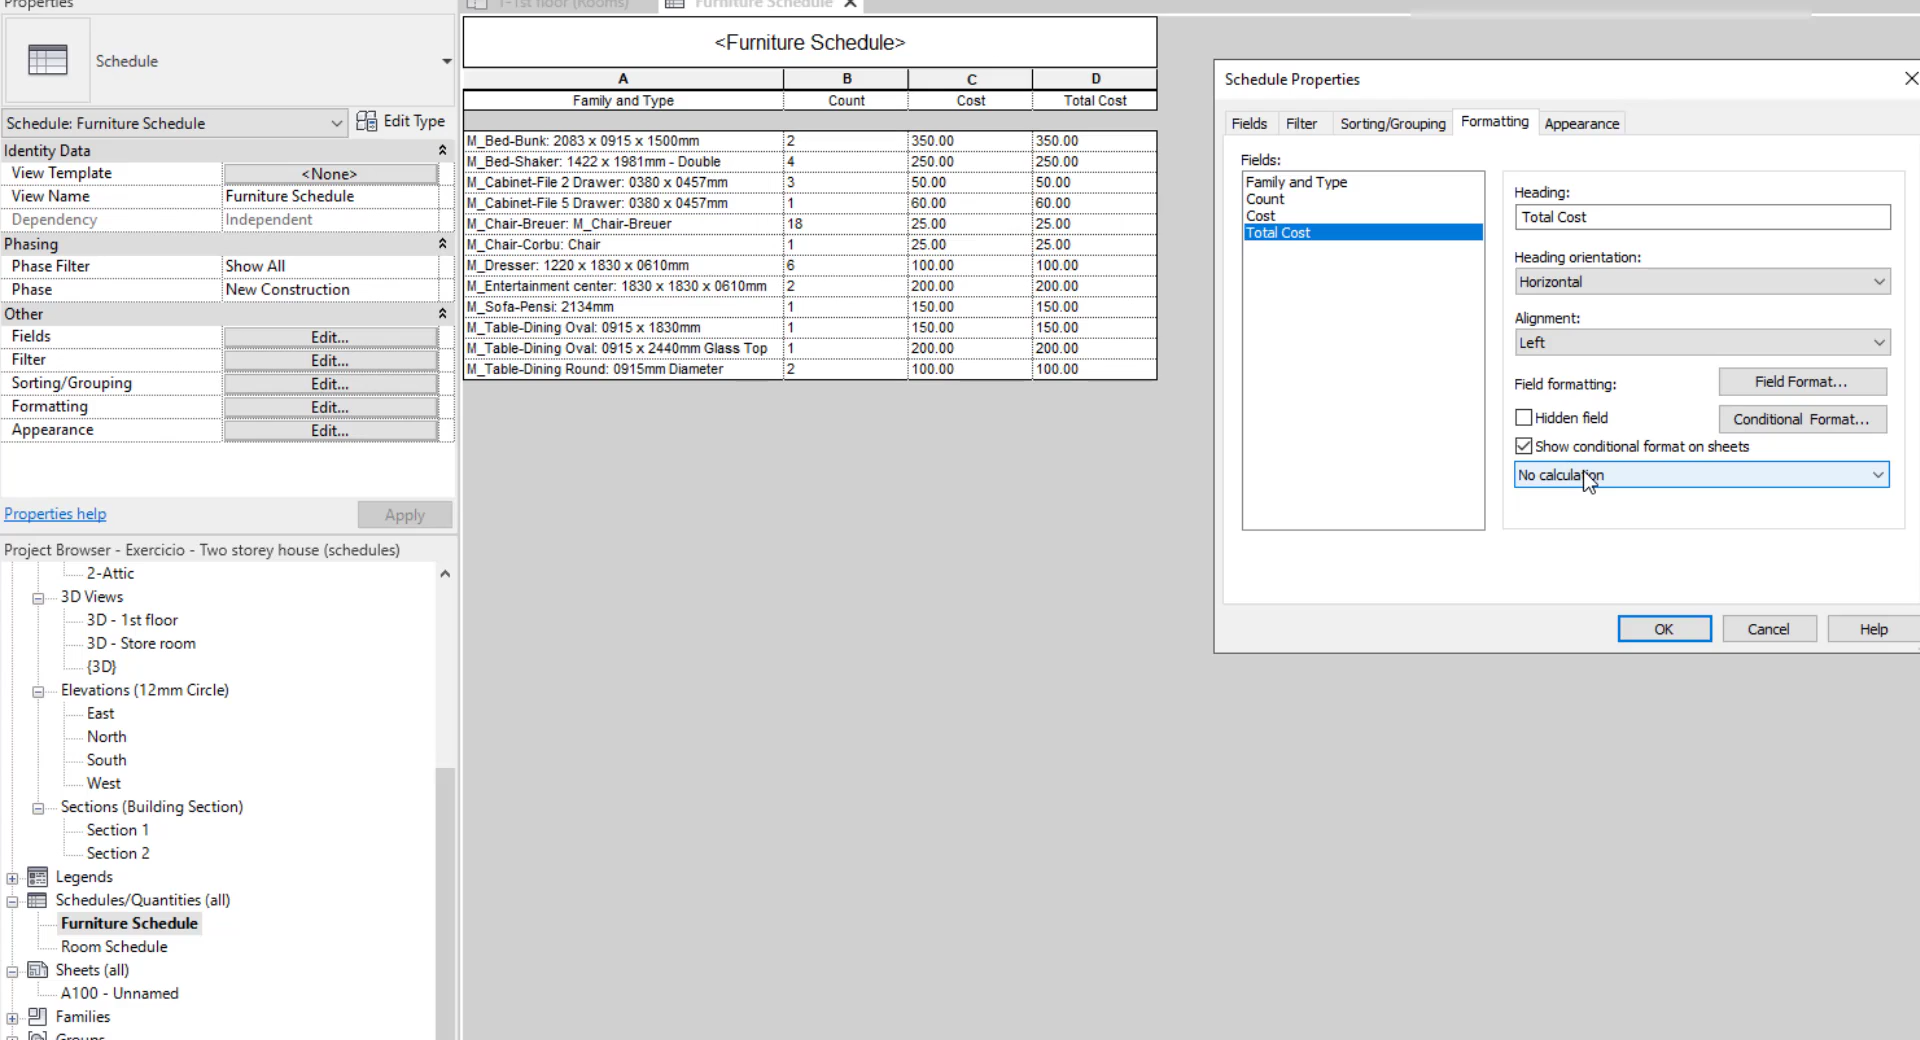 Properties
1-1st floor (Rooms)
Furniture Schedule
Schedule
Schedule: Furniture Schedule
Edit Type
Identity Data
View Template
<None>
View Name
Furniture Schedule
Dependency
Independent
Phasing
Phase Filter
Show All
Phase
New Construction
Other
Fields
Edit...
Filter
Edit...
Sorting/Grouping
Edit...
Formatting
Edit...
Appearance
Edit...
Properties help
Apply
Project Browser - Exercicio - Two storey house (schedules)
2-Attic
3D Views
3D - 1st floor
3D - Store room
{3D}
Elevations (12mm Circle)
East
North
South
West
Sections (Building Section)
Section 1
Section 2
Legends
Schedules/Quantities (all)
Furniture Schedule
Room Schedule
Sheets (all)
A100 - Unnamed
Families
Groups
<Furniture Schedule>
A B C D
Family and Type Count Cost Total Cost
M_Bed-Bunk: 2083 x 0915 x 1500mm 2 350.00 350.00
M_Bed-Shaker: 1422 x 1981mm - Double 4 250.00 250.00
M_Cabinet-File 2 Drawer: 0380 x 0457mm 3 50.00 50.00
M_Cabinet-File 5 Drawer: 0380 x 0457mm 1 60.00 60.00
M_Chair-Breuer: M_Chair-Breuer 18 25.00 25.00
M_Chair-Corbu: Chair 1 25.00 25.00
M_Dresser: 1220 x 1830 x 0610mm 6 100.00 100.00
M_Entertainment center: 1830 x 1830 x 0610mm 2 200.00 200.00
M_Sofa-Pensi: 2134mm 1 150.00 150.00
M_Table-Dining Oval: 0915 x 1830mm 1 150.00 150.00
M_Table-Dining Oval: 0915 x 2440mm Glass Top 1 200.00 200.00
M_Table-Dining Round: 0915mm Diameter 2 100.00 100.00
Schedule Properties
Fields Filter Sorting/Grouping Formatting Appearance
Fields:
Family and Type
Count
Cost
Total Cost
Heading:
Total Cost
Heading orientation:
Horizontal
Alignment:
Left
Field formatting:
Field Format...
Hidden field
Conditional Format...
Show conditional format on sheets
No calculation
OK
Cancel
Help